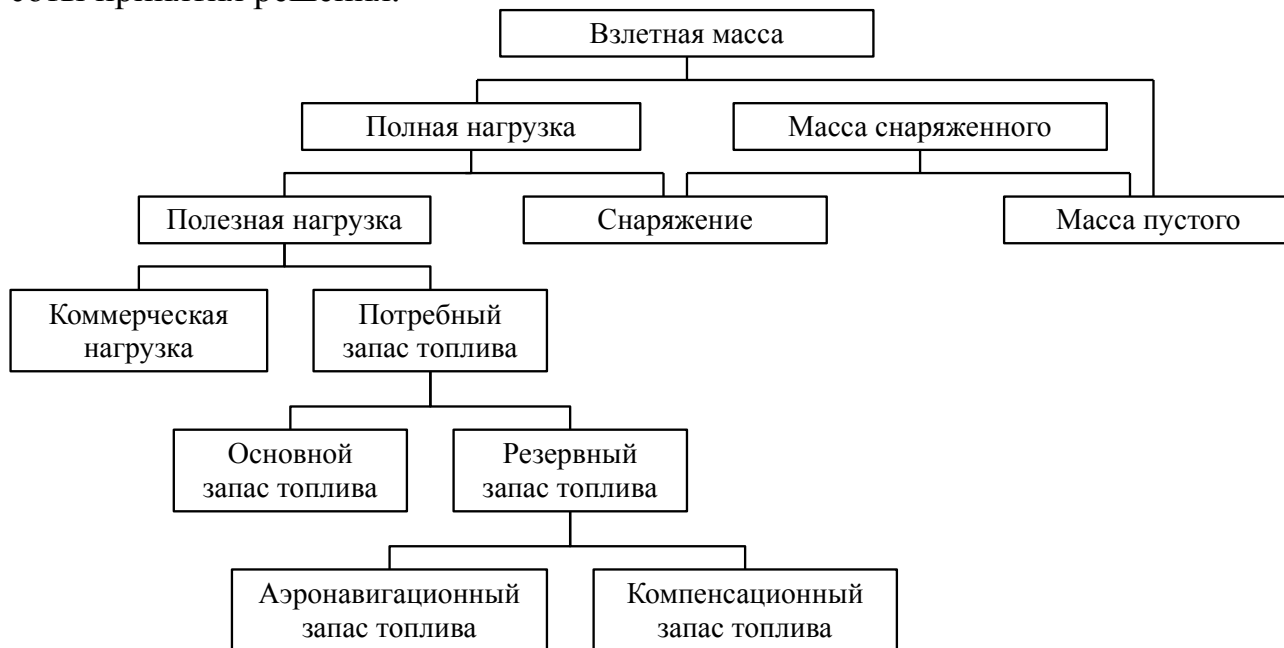 Взлетная масса
Полная нагрузка
Масса снаряженного
Полезная нагрузка
Снаряжение
Масса пустого
Коммерческая
нагрузка
Потребный
запас топлива
Основной
запас топлива
Резервный
запас топлива
Аэронавигационный
запас топлива
Компенсационный
запас топлива